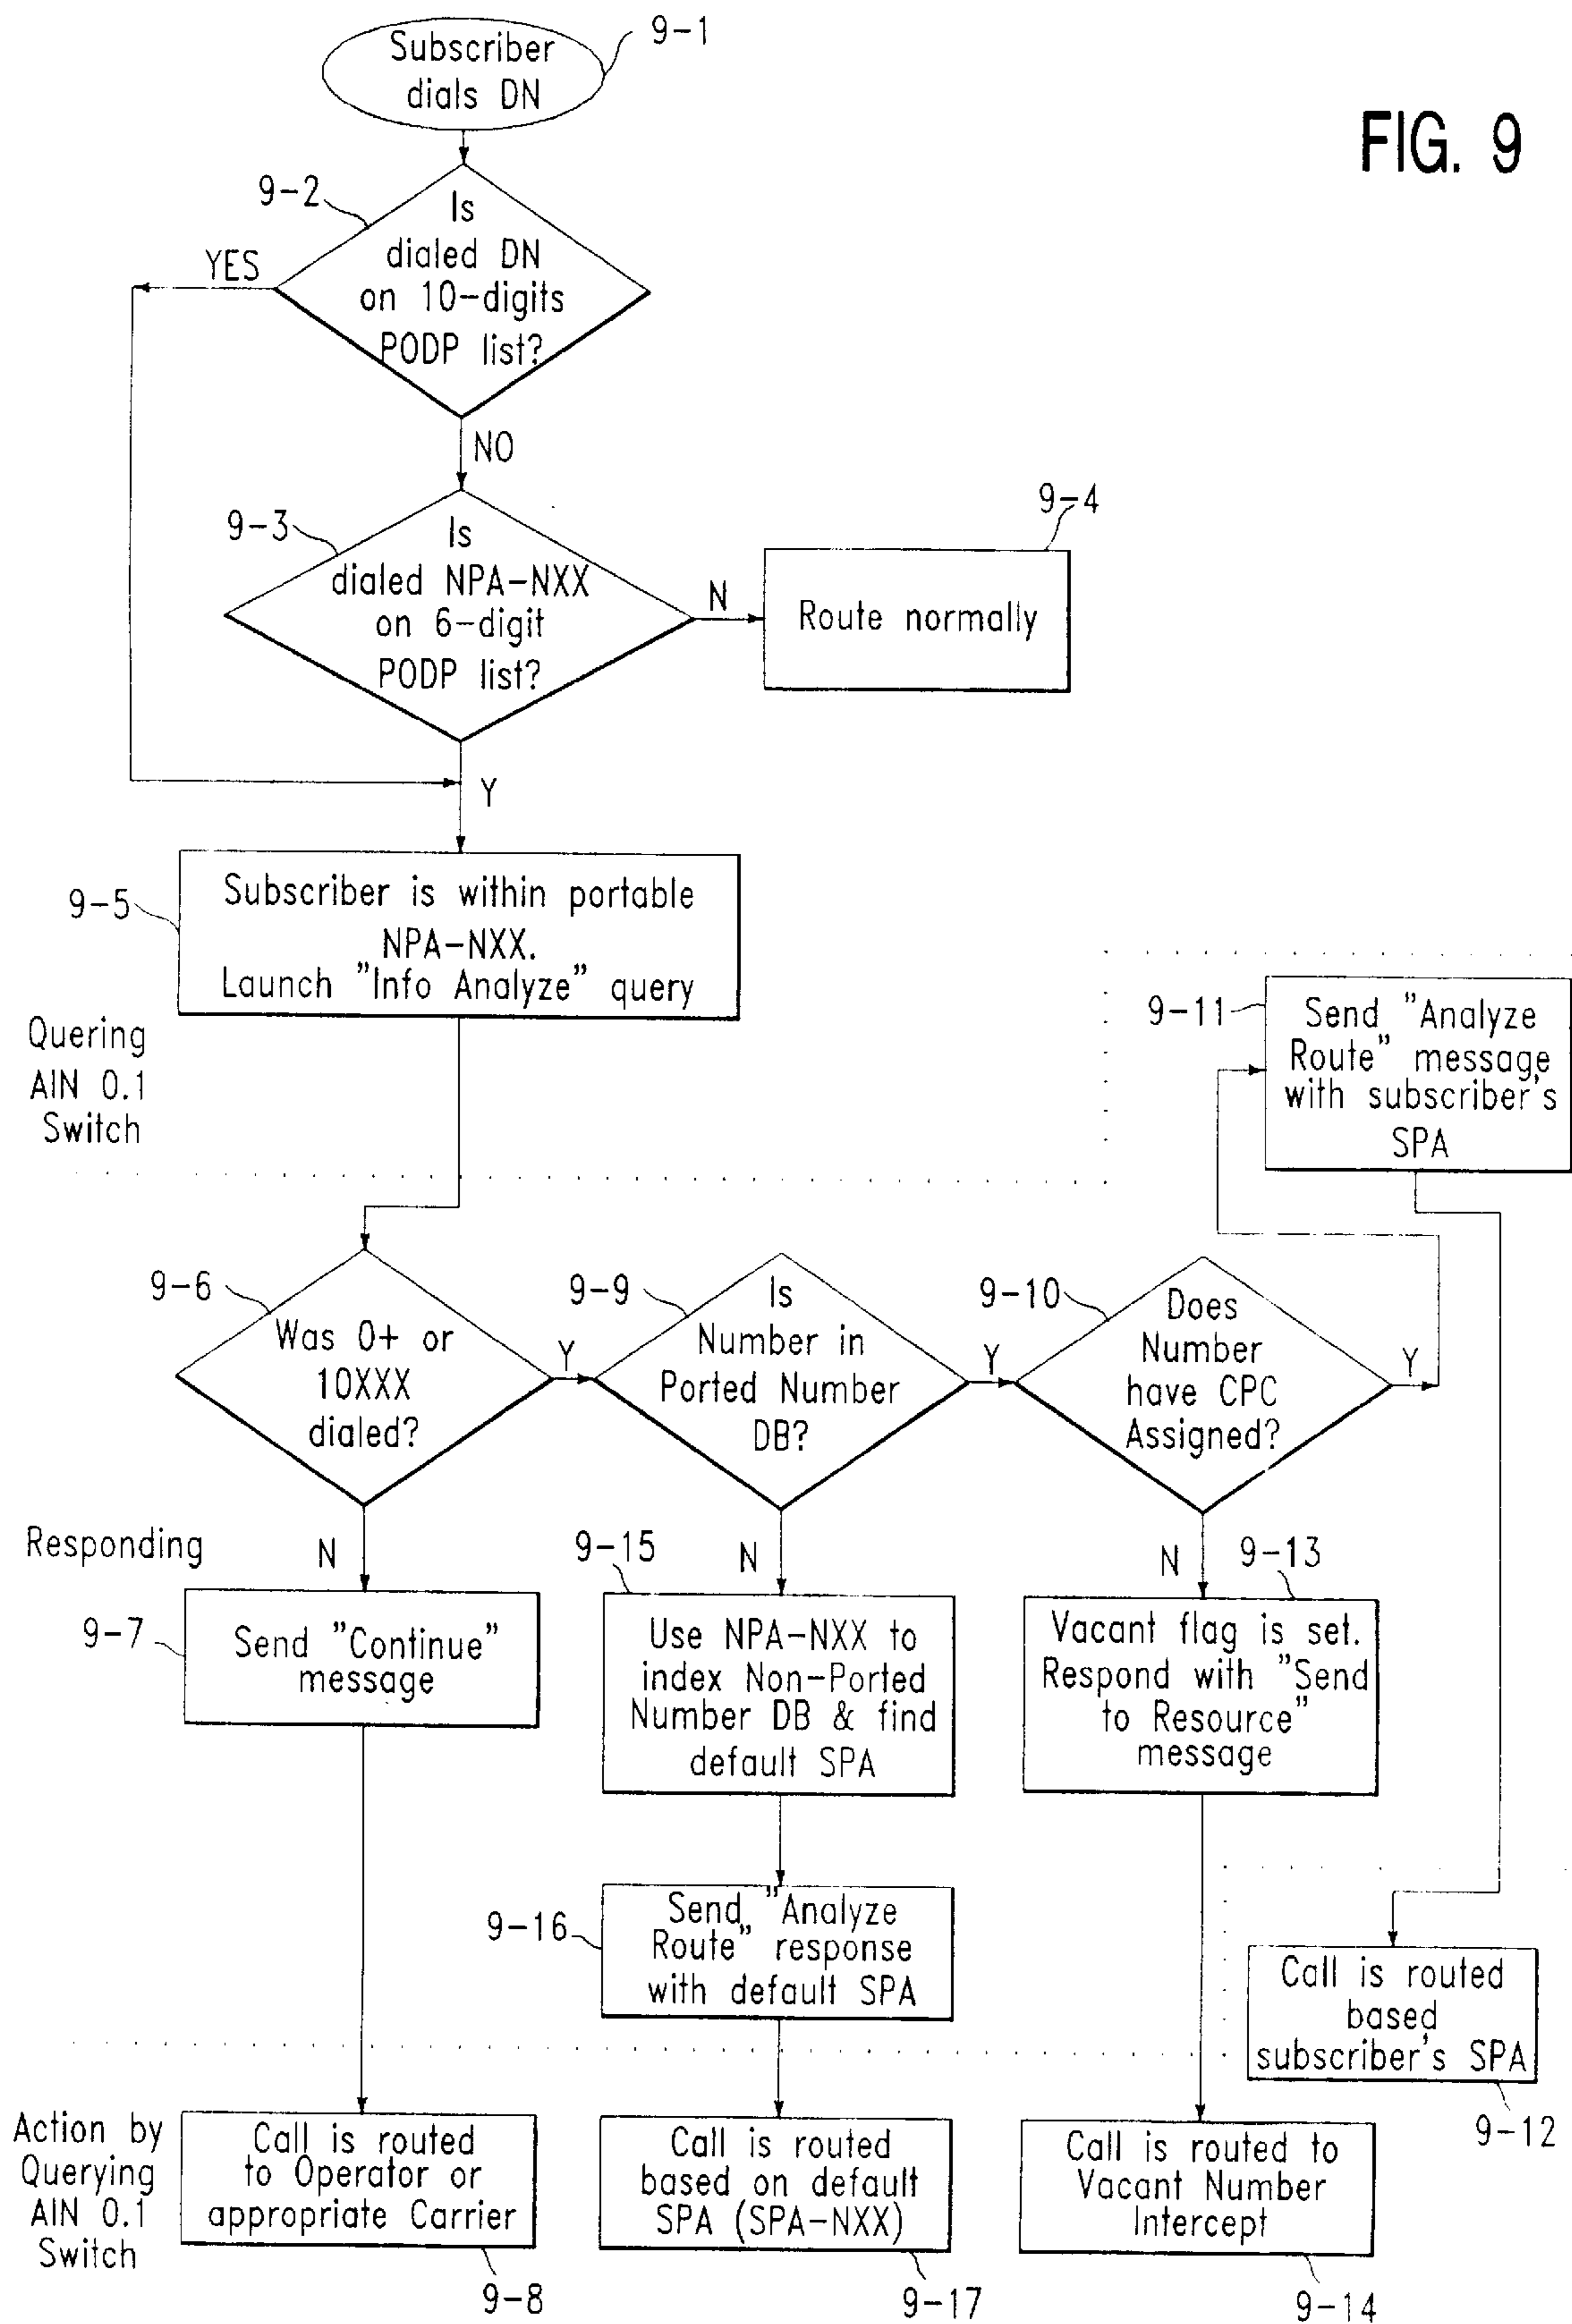 FIG. 9
9-1
Subscriber
dials DN
9-2
Is
dialed DN
on 10-digits
PODP list?
YES
NO
9-3
Is
dialed NPA-NXX
on 6-digit
PODP list?
N
9-4
Route normally
Y
9-5
Subscriber is within portable
NPA-NXX.
Launch "Info Analyze" query
Quering
AIN 0.1
Switch
9-11
Send "Analyze
Route" message
with subscriber's
SPA
9-6
Was 0+ or
10XXX
dialed?
Y
9-9
Is
Number in
Ported Number
DB?
Y
9-10
Does
Number
have CPC
Assigned?
Y
Responding
N
9-7
Send "Continue"
message
N
9-15
Use NPA-NXX to
index Non-Ported
Number DB & find
default SPA
N
9-13
Vacant flag is set.
Respond with "Send
to Resource"
message
9-16
Send "Analyze
Route" response
with default SPA
Call is routed
based
subscriber's SPA
9-12
Action by
Querying
AIN 0.1
Switch
Call is routed
to Operator or
appropriate Carrier
9-8
Call is routed
based on default
SPA (SPA-NXX)
9-17
Call is routed to
Vacant Number
Intercept
9-14